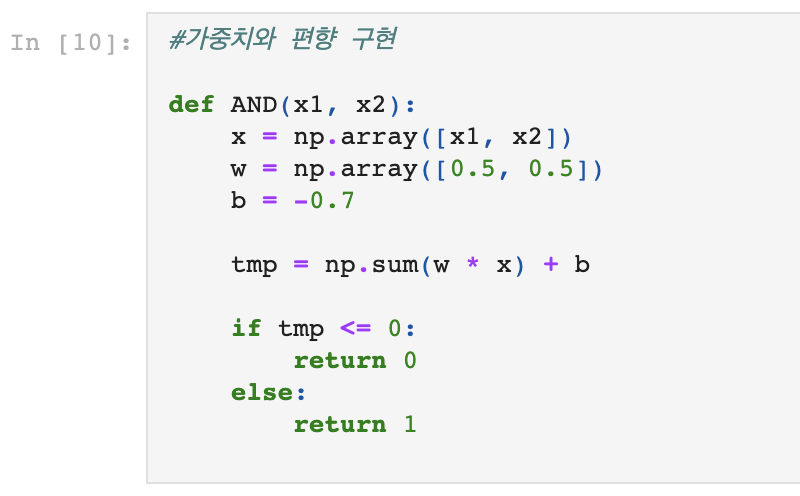 In [10]:
#가중치와 편향 구현
def AND(x1, x2):
    x = np.array([x1, x2])
    w = np.array([0.5, 0.5])
    b = -0.7
    tmp = np.sum(w * x) + b
    if tmp <= 0:
        return 0
    else:
        return 1